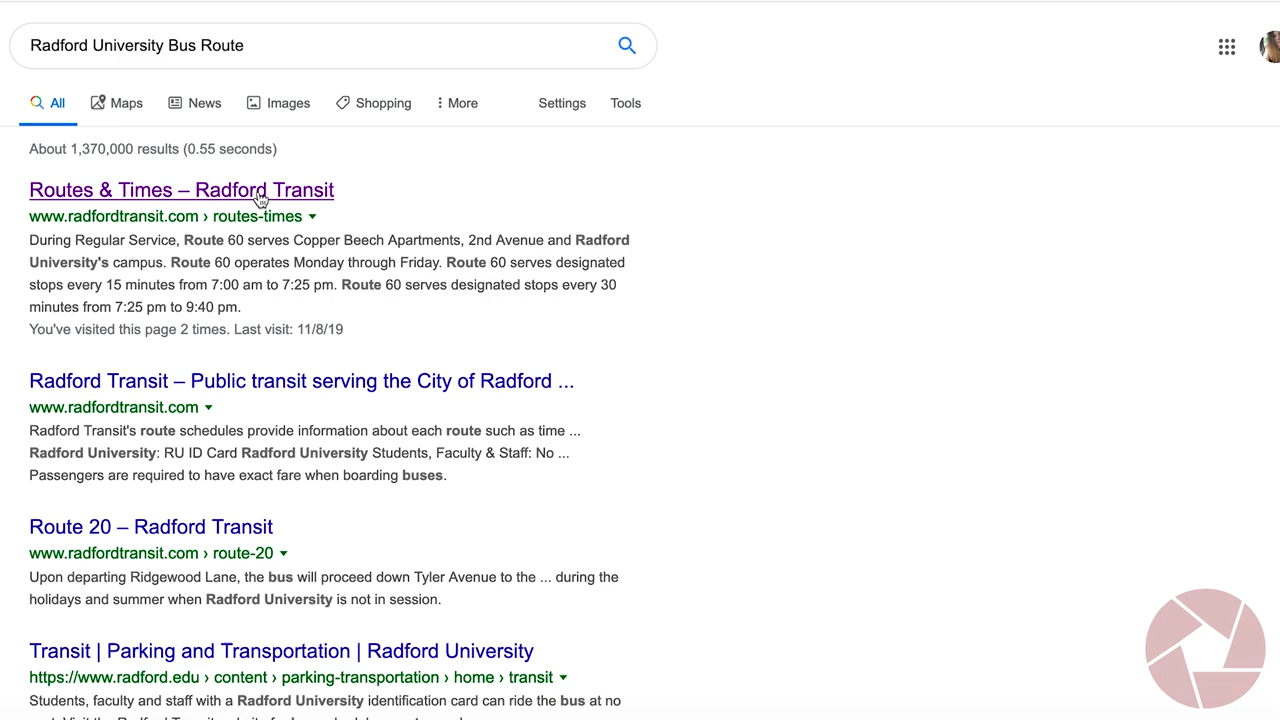 Radford University Bus Route
All Maps News Images Shopping More Settings Tools
About 1,370,000 results (0.55 seconds)
Routes & Times – Radford Transit
www.radfordtransit.com › routes-times
During Regular Service, Route 60 serves Copper Beech Apartments, 2nd Avenue and Radford
University's campus. Route 60 operates Monday through Friday. Route 60 serves designated
stops every 15 minutes from 7:00 am to 7:25 pm. Route 60 serves designated stops every 30
minutes from 7:25 pm to 9:40 pm.
You've visited this page 2 times. Last visit: 11/8/19
Radford Transit – Public transit serving the City of Radford ...
www.radfordtransit.com
Radford Transit's route schedules provide information about each route such as time ...
Radford University: RU ID Card Radford University Students, Faculty & Staff: No ...
Passengers are required to have exact fare when boarding buses.
Route 20 – Radford Transit
www.radfordtransit.com › route-20
Upon departing Ridgewood Lane, the bus will proceed down Tyler Avenue to the ... during the
holidays and summer when Radford University is not in session.
Transit | Parking and Transportation | Radford University
https://www.radford.edu › content › parking-transportation › home › transit
Students, faculty and staff with a Radford University identification card can ride the bus at no